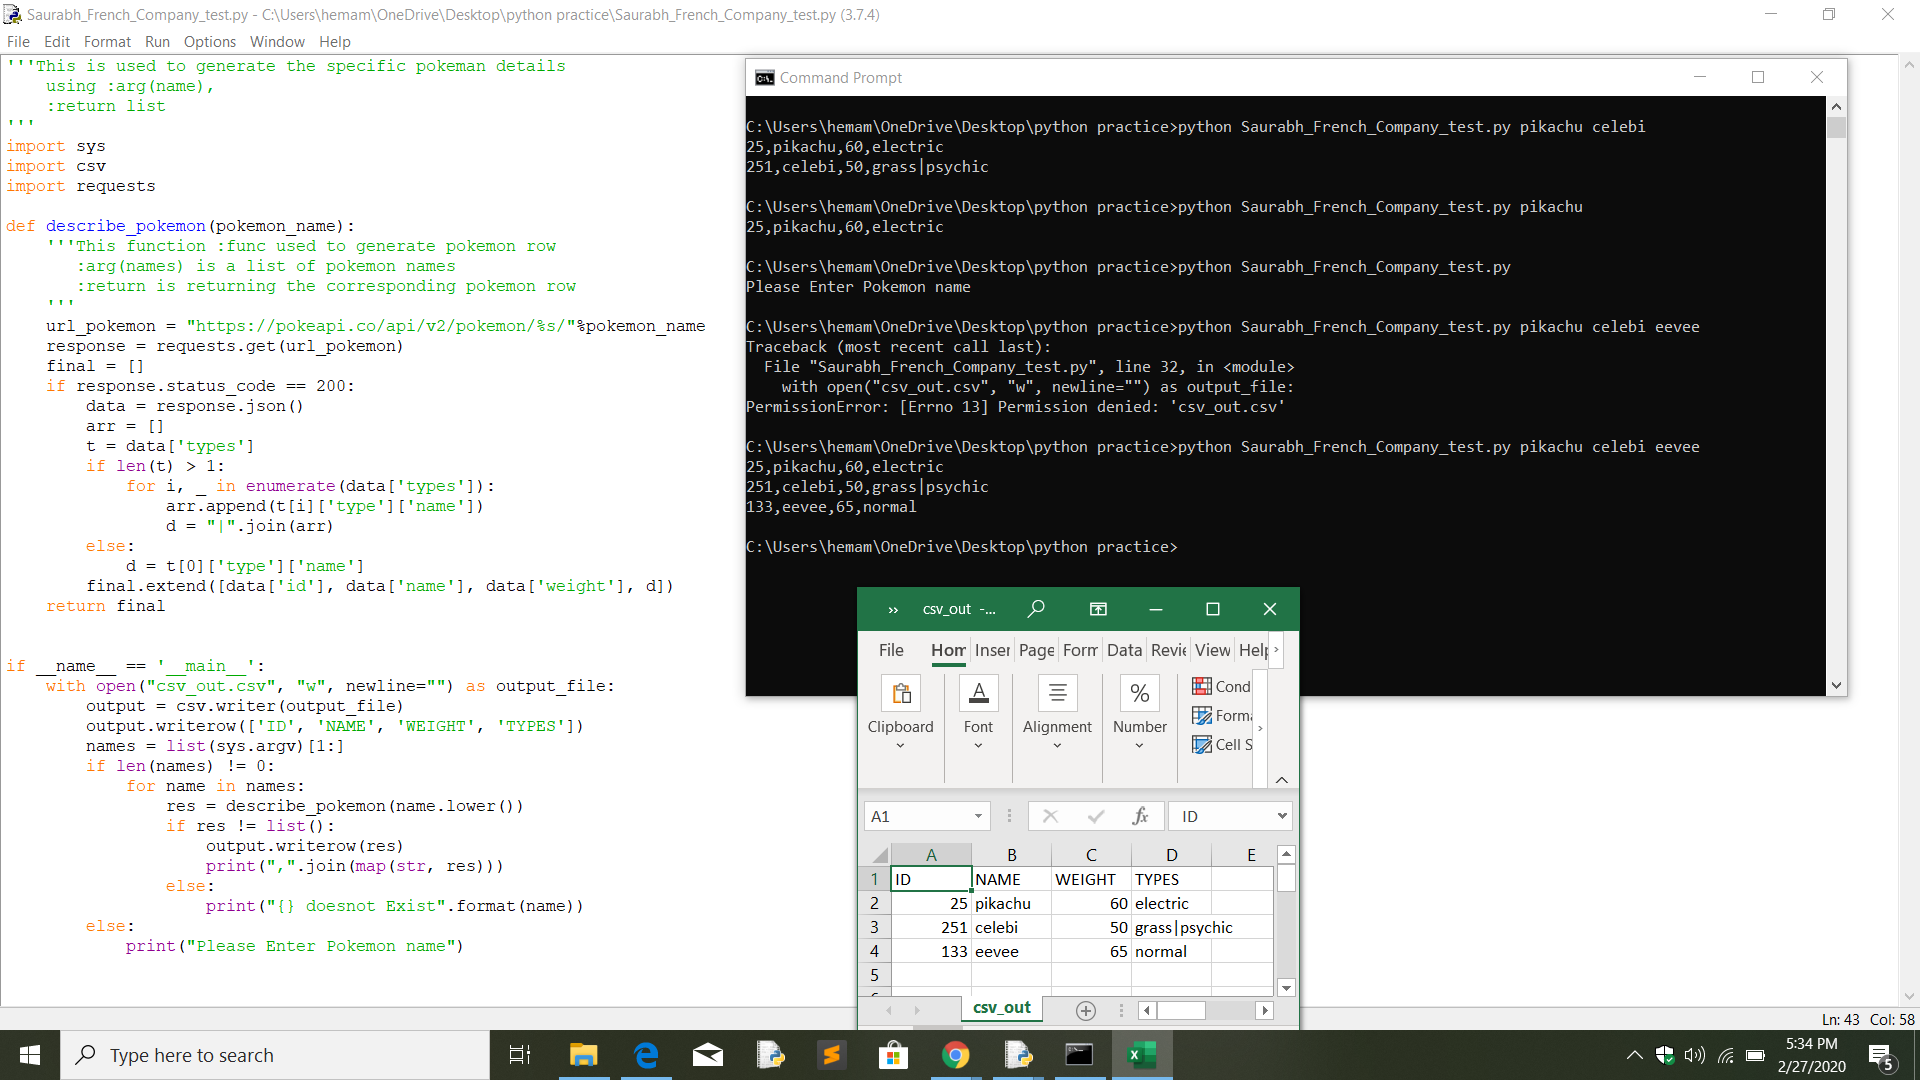 Saurabh_French_Company_test.py - C:\Users\hemam\OneDrive\Desktop\python practice\Saurabh_French_Company_test.py (3.7.4)
File Edit Format Run Options Window Help
'''This is used to generate the specific pokeman details
    using :arg(name),
    :return list
'''
import sys
import csv
import requests
def describe_pokemon(pokemon_name):
    '''This function :func used to generate pokemon row
       :arg(names) is a list of pokemon names
       :return is returning the corresponding pokemon row
    '''
    url_pokemon = "https://pokeapi.co/api/v2/pokemon/%s/"%pokemon_name
    response = requests.get(url_pokemon)
    final = []
    if response.status_code == 200:
        data = response.json()
        arr = []
        t = data['types']
        if len(t) > 1:
            for i, _ in enumerate(data['types']):
                arr.append(t[i]['type']['name'])
                d = "|".join(arr)
        else:
            d = t[0]['type']['name']
        final.extend([data['id'], data['name'], data['weight'], d])
    return final
if __name__ == '__main__':
    with open("csv_out.csv", "w", newline="") as output_file:
        output = csv.writer(output_file)
        output.writerow(['ID', 'NAME', 'WEIGHT', 'TYPES'])
        names = list(sys.argv)[1:]
        if len(names) != 0:
            for name in names:
                res = describe_pokemon(name.lower())
                if res != list():
                    output.writerow(res)
                    print(",".join(map(str, res)))
                else:
                    print("{} doesnot Exist".format(name))
        else:
            print("Please Enter Pokemon name")
Command Prompt
C:\Users\hemam\OneDrive\Desktop\python practice>python Saurabh_French_Company_test.py pikachu celebi
25,pikachu,60,electric
251,celebi,50,grass|psychic
C:\Users\hemam\OneDrive\Desktop\python practice>python Saurabh_French_Company_test.py pikachu
25,pikachu,60,electric
C:\Users\hemam\OneDrive\Desktop\python practice>python Saurabh_French_Company_test.py
Please Enter Pokemon name
C:\Users\hemam\OneDrive\Desktop\python practice>python Saurabh_French_Company_test.py pikachu celebi eevee
Traceback (most recent call last):
  File "Saurabh_French_Company_test.py", line 32, in <module>
    with open("csv_out.csv", "w", newline="") as output_file:
PermissionError: [Errno 13] Permission denied: 'csv_out.csv'
C:\Users\hemam\OneDrive\Desktop\python practice>python Saurabh_French_Company_test.py pikachu celebi eevee
25,pikachu,60,electric
251,celebi,50,grass|psychic
133,eevee,65,normal
C:\Users\hemam\OneDrive\Desktop\python practice>
csv_out -...
File Hom Inser Page Form Data Revie View Help
Clipboard Font Alignment Number
Cond
Forma
Cell S
A1 fx ID
A B C D E
1 ID NAME WEIGHT TYPES
2 25 pikachu 60 electric
3 251 celebi 50 grass|psychic
4 133 eevee 65 normal
5
csv_out
Ln: 43 Col: 58
Type here to search
5:34 PM
2/27/2020
5